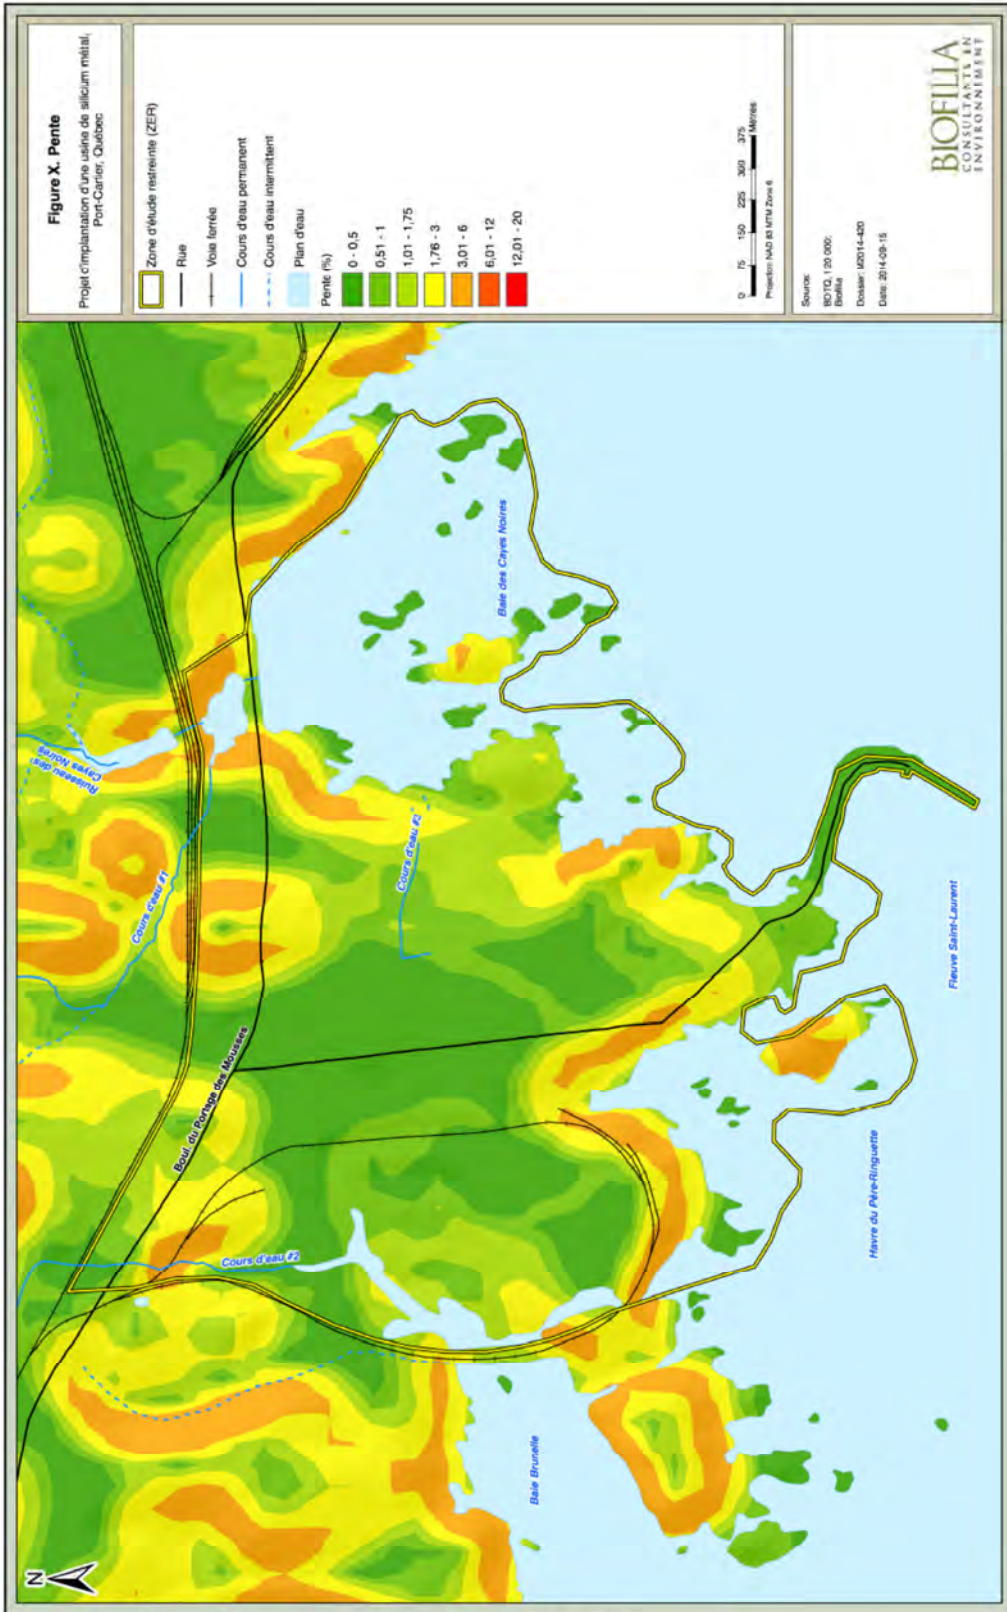 Figure X. Pente
Projet d'implantation d'une usine de silicium métal,
Port-Cartier, Québec
Zone d'étude restreinte (ZER)
Rue
Voie ferrée
Cours d'eau permanent
Cours d'eau intermittent
Plan d'eau
Pente (%)
0 - 0,5
0,51 - 1
1,01 - 1,75
1,76 - 3
3,01 - 6
6,01 - 12
12,01 - 20
0 75 150 225 300 375
Mètres
Projection: NAD 83 MTM Zone 6
Source:
BDTQ, 1:20 000;
Biofilia
Dossier: M2014-420
Date: 2014-09-15
BIOFILIA
CONSULTANTS EN
ENVIRONNEMENT
N
Ruisseau des
Cayes Noires
Cours d'eau #1
Boul. du Portage des Mousses
Cours d'eau #2
Cours d'eau #3
Baie des Cayes Noires
Baie Brunelle
Havre du Père-Ringuette
Fleuve Saint-Laurent